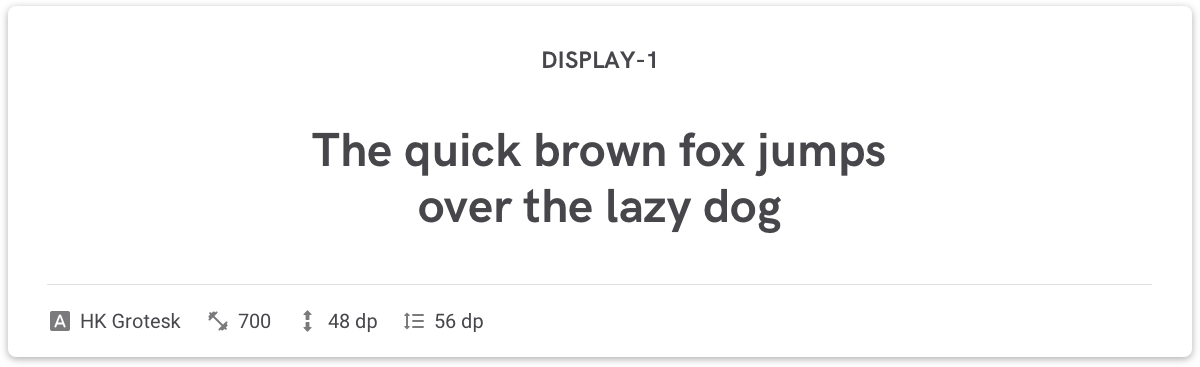 DISPLAY-1
The quick brown fox jumps
over the lazy dog
A HK Grotesk 700 48 dp 56 dp